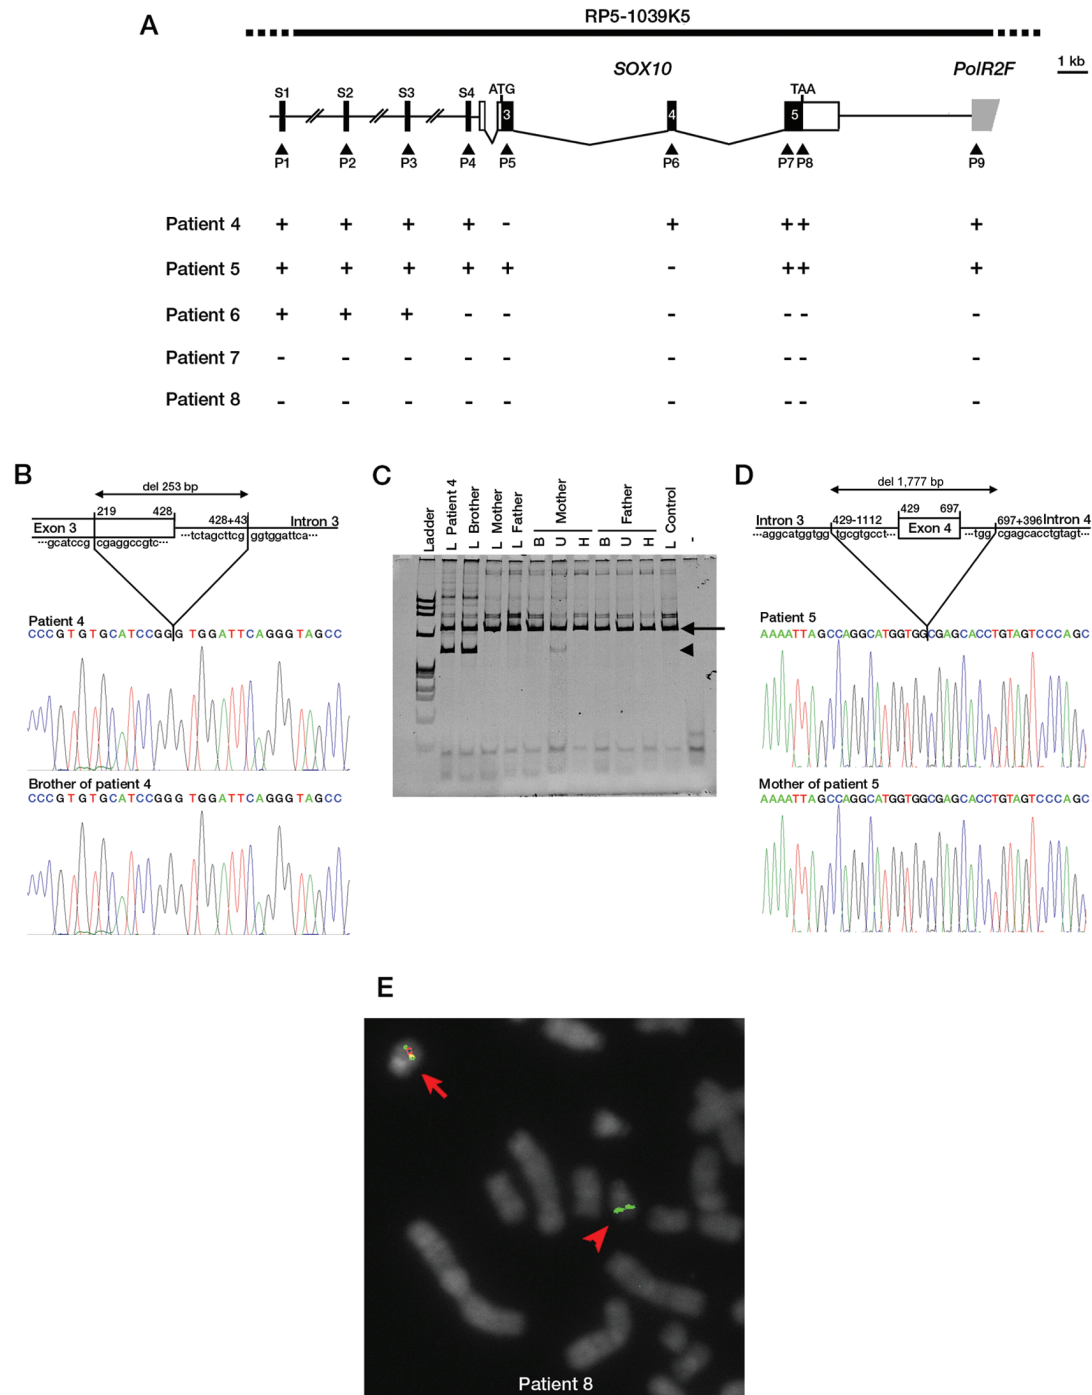 A
RP5-1039K5
SOX10
PolR2F
1 kb
S1 S2 S3 S4 ATG TAA
3 4 5
P1 P2 P3 P4 P5 P6 P7 P8 P9
Patient 4 + + + + - + + + +
Patient 5 + + + + + - + + +
Patient 6 + + + - - - - - -
Patient 7 - - - - - - - - -
Patient 8 - - - - - - - - -
B
del 253 bp
219 428 428+43
Exon 3 Intron 3
···gcatccg cgaggccgtc··· ···tctagcttcg ggtggattca···
Patient 4
CCCGTGTGCATCCGGGTGGATTCAGGGTAGCC
Brother of patient 4
CCCGTGTGCATCCGGGTGGATTCAGGGTAGCC
C
Ladder
L Patient 4
L Brother
L Mother
L Father
B U H Mother
B U H Father
L Control
-
D
del 1,777 bp
Intron 3 429-1112 429 697 697+396 Intron 4
Exon 4
···aggcatggtgg tgcgtgcct··· ···tgg cgagcacctgtagt···
Patient 5
AAAATTAGCCAGGCATGGTGGCGAGCACCTGTAGTCCCAGC
Mother of patient 5
AAAATTAGCCAGGCATGGTGGCGAGCACCTGTAGTCCCAGC
E
Patient 8